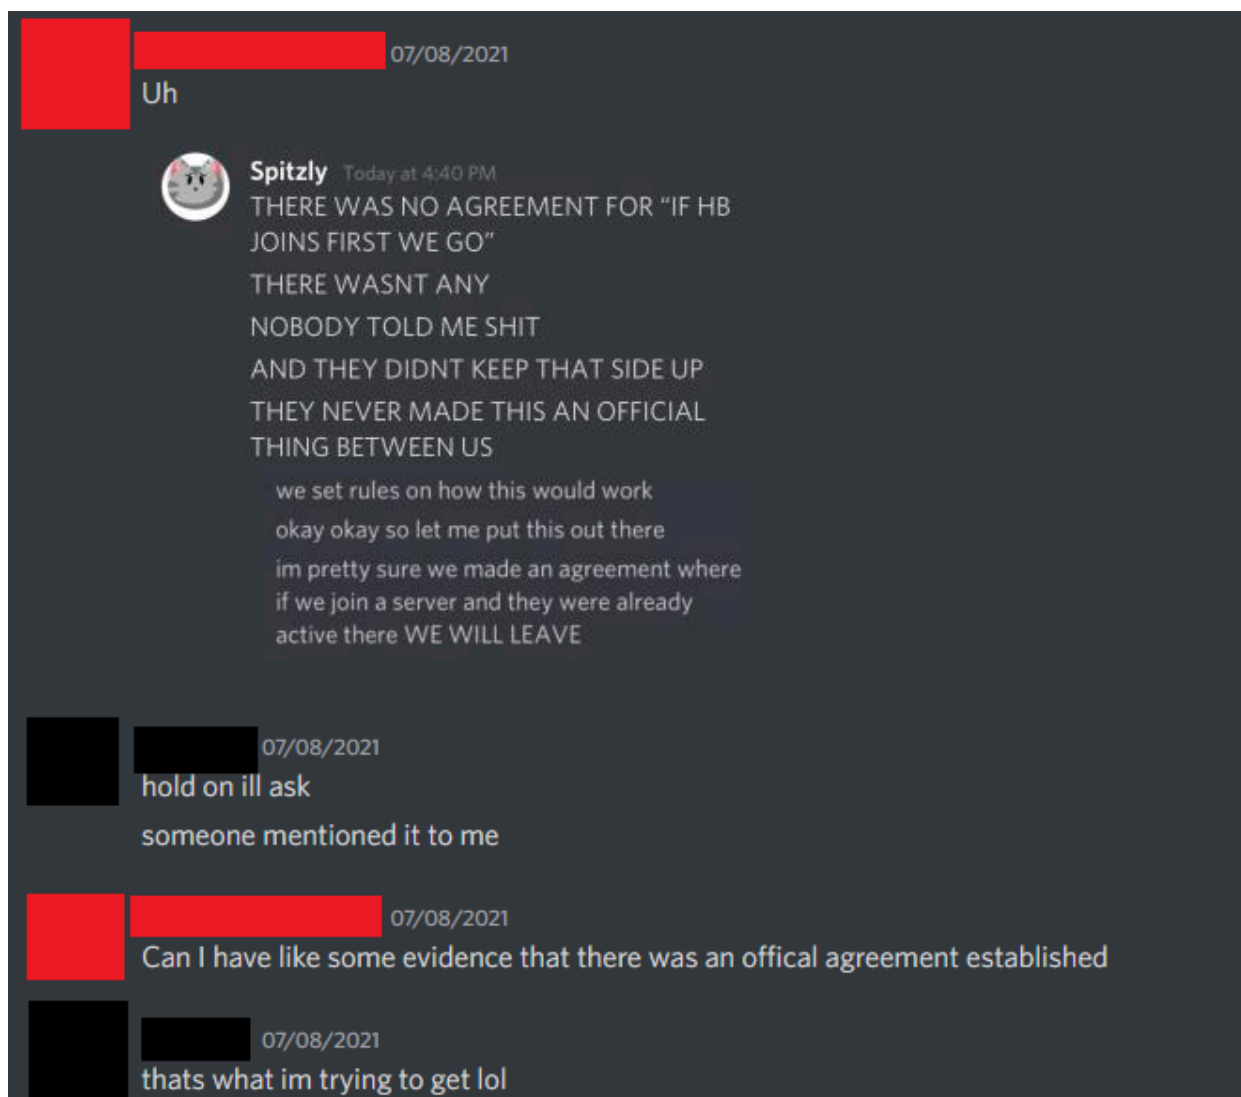 07/08/2021
Uh
Spitzly Today at 4:40 PM
THERE WAS NO AGREEMENT FOR “IF HB
JOINS FIRST WE GO”
THERE WASNT ANY
NOBODY TOLD ME SHIT
AND THEY DIDNT KEEP THAT SIDE UP
THEY NEVER MADE THIS AN OFFICIAL
THING BETWEEN US
we set rules on how this would work
okay okay so let me put this out there
im pretty sure we made an agreement where
if we join a server and they were already
active there WE WILL LEAVE
07/08/2021
hold on ill ask
someone mentioned it to me
07/08/2021
Can I have like some evidence that there was an offical agreement established
07/08/2021
thats what im trying to get lol